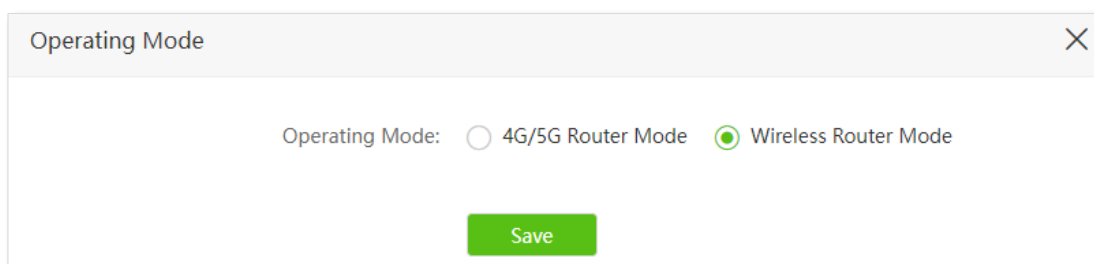 Operating Mode
Operating Mode: 4G/5G Router Mode Wireless Router Mode
Save